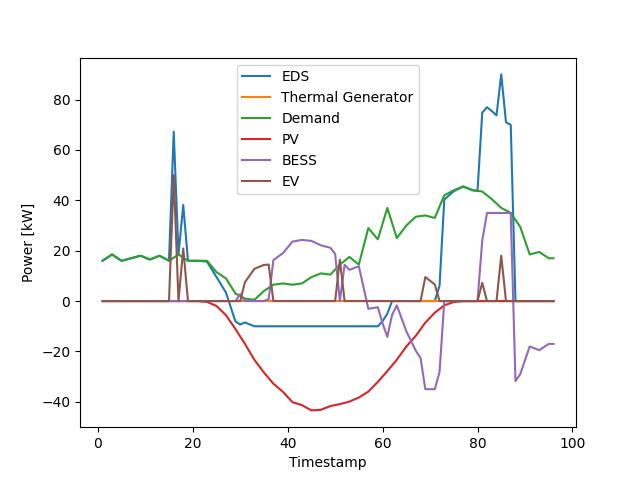 EDS
Thermal Generator
Demand
PV
BESS
EV
Power [kW]
80
60
40
20
0
−20
−40
0 20 40 60 80 100
Timestamp